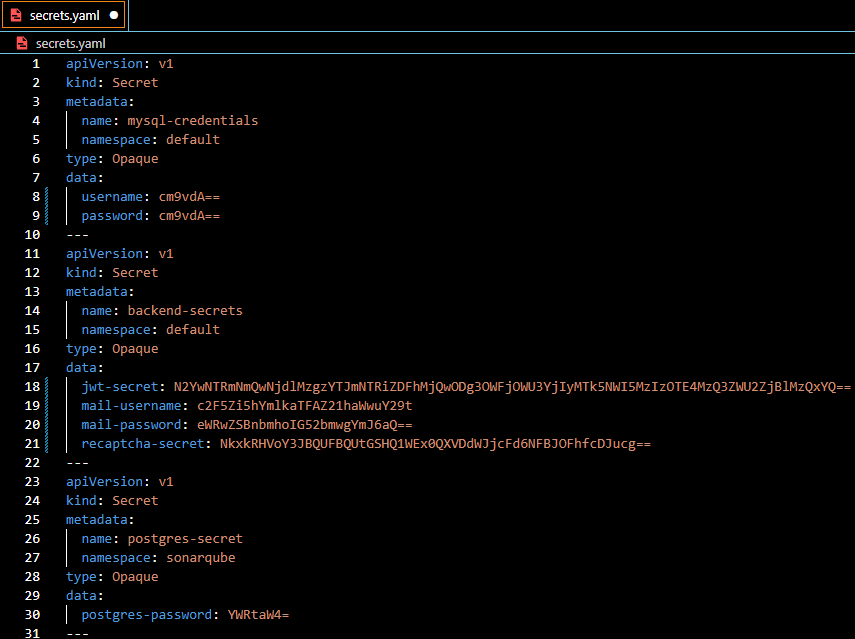 secrets.yaml
secrets.yaml
1 apiVersion: v1
2 kind: Secret
3 metadata:
4   name: mysql-credentials
5   namespace: default
6 type: Opaque
7 data:
8   username: cm9vdA==
9   password: cm9vdA==
10 ---
11 apiVersion: v1
12 kind: Secret
13 metadata:
14   name: backend-secrets
15   namespace: default
16 type: Opaque
17 data:
18   jwt-secret: N2YwNTRmNmQwNjdlMzgzYTJmNTRiZDFhMjQwODg3OWFjOWU3YjIyMTk5NWI5MzIzOTE4MzQ3ZWU2ZjBlMzQxYQ==
19   mail-username: c2F5Zi5hYmlkaTFAZ21haWwuY29t
20   mail-password: eWRwZSBnbmhoIG52bmwgYmJ6aQ==
21   recaptcha-secret: NkxkRHVoY3JBQUFBQUtGSHQ1WEx0QXVDdWJjcFd6NFBJOFhfcDJucg==
22 ---
23 apiVersion: v1
24 kind: Secret
25 metadata:
26   name: postgres-secret
27   namespace: sonarqube
28 type: Opaque
29 data:
30   postgres-password: YWRtaW4=
31 ---